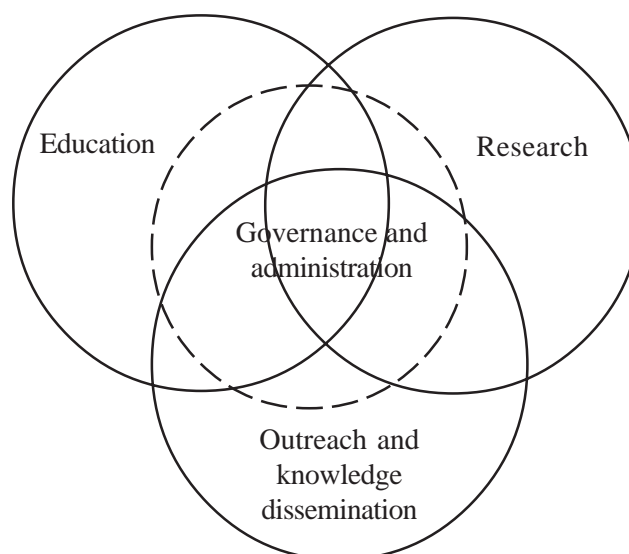 Education
Research
Governance and
administration
Outreach and
knowledge
dissemination